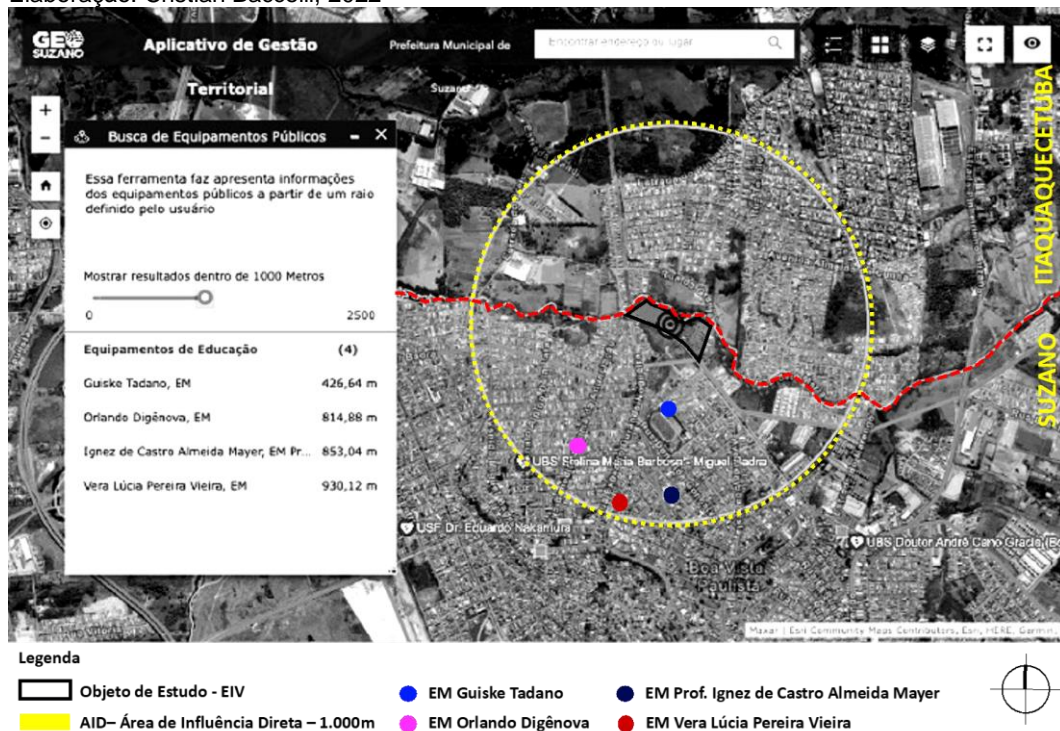 Elaboração: Cristian Baccelli, 2022
GEO
SUZANO
Aplicativo de Gestão
Territorial
Prefeitura Municipal de
Suzano
Encontrar endereço ou lugar
+
−
Busca de Equipamentos Públicos
Essa ferramenta faz apresenta informações
dos equipamentos públicos a partir de um raio
definido pelo usuário
Mostrar resultados dentro de 1000 Metros
0 2500
Equipamentos de Educação (4)
Guiske Tadano, EM 426,64 m
Orlando Digênova, EM 814,88 m
Ignez de Castro Almeida Mayer, EM Pr... 853,04 m
Vera Lúcia Pereira Vieira, EM 930,12 m
SUZANO ITAQUAQUECETUBA
UBS Maria Barbosa - Miguel Badra
USF Dr. Eduardo Nakamura
UBS Doutor André Cano Gracia
Boa Vista
Paulista
Maxar | Esri Community Maps Contributors, Esri, HERE, Garmin,
Legenda
Objeto de Estudo - EIV
AID– Área de Influência Direta – 1.000m
EM Guiske Tadano
EM Orlando Digênova
EM Prof. Ignez de Castro Almeida Mayer
EM Vera Lúcia Pereira Vieira